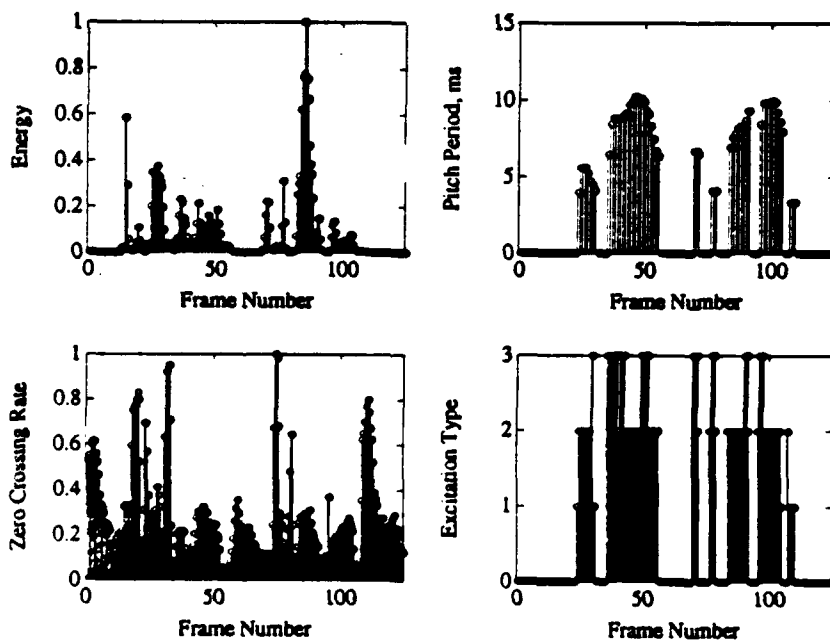 1
0.8
0.6
0.4
0.2
0
Energy
0 50 100
Frame Number
15
10
5
0
Pitch Period, ms
0 50 100
Frame Number
1
0.8
0.6
0.4
0.2
0
Zero Crossing Rate
0 50 100
Frame Number
3
2
1
0
Excitation Type
0 50 100
Frame Number